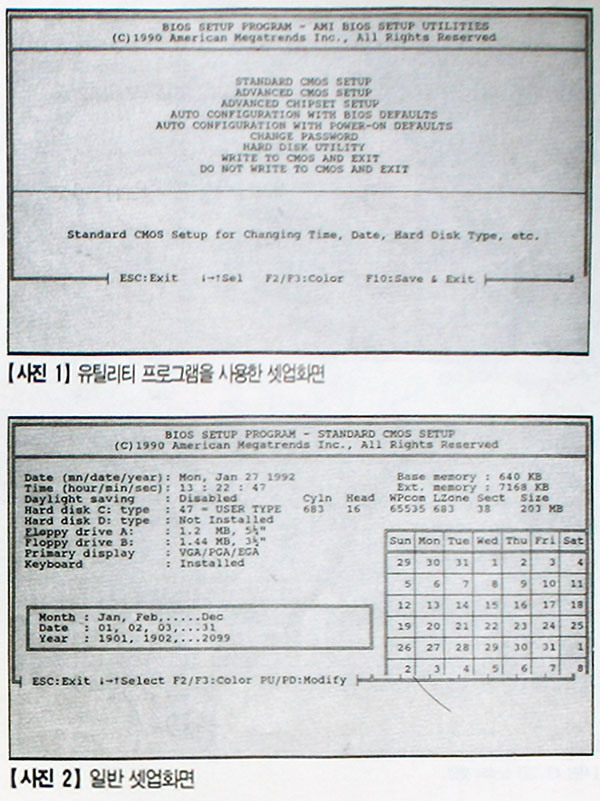 BIOS SETUP PROGRAM - AMI BIOS SETUP UTILITIES
(C)1990 American Megatrends Inc., All Rights Reserved
STANDARD CMOS SETUP
ADVANCED CMOS SETUP
ADVANCED CHIPSET SETUP
AUTO CONFIGURATION WITH BIOS DEFAULTS
AUTO CONFIGURATION WITH POWER-ON DEFAULTS
CHANGE PASSWORD
HARD DISK UTILITY
WRITE TO CMOS AND EXIT
DO NOT WRITE TO CMOS AND EXIT
Standard CMOS Setup for Changing Time, Date, Hard Disk Type, etc.
ESC:Exit ↓→↑Sel F2/F3:Color F10:Save & Exit
【사진 1】 유틸리티 프로그램을 사용한 셋업화면
BIOS SETUP PROGRAM - STANDARD CMOS SETUP
(C)1990 American Megatrends Inc., All Rights Reserved
Date (mn/date/year): Mon, Jan 27 1992 Base memory : 640 KB
Time (hour/min/sec): 13 : 22 : 47 Ext. memory : 7168 KB
Daylight saving : Disabled Cyln Head WPcom LZone Sect Size
Hard disk C: type : 47 = USER TYPE 683 16 65535 683 38 203 MB
Hard disk D: type : Not Installed
Floppy drive A: : 1.2 MB, 5¼"
Floppy drive B: : 1.44 MB, 3½"
Primary display : VGA/PGA/EGA
Keyboard : Installed
Sun Mon Tue Wed Thu Fri Sat
29 30 31 1 2 3 4
5 6 7 8 9 10 11
12 13 14 15 16 17 18
19 20 21 22 23 24 25
26 27 28 29 30 31 1
2 3 4 5 6 7 8
Month : Jan, Feb,.....Dec
Date : 01, 02, 03,...31
Year : 1901, 1902,...2099
ESC:Exit ↓→↑Select F2/F3:Color PU/PD:Modify
【사진 2】 일반 셋업화면